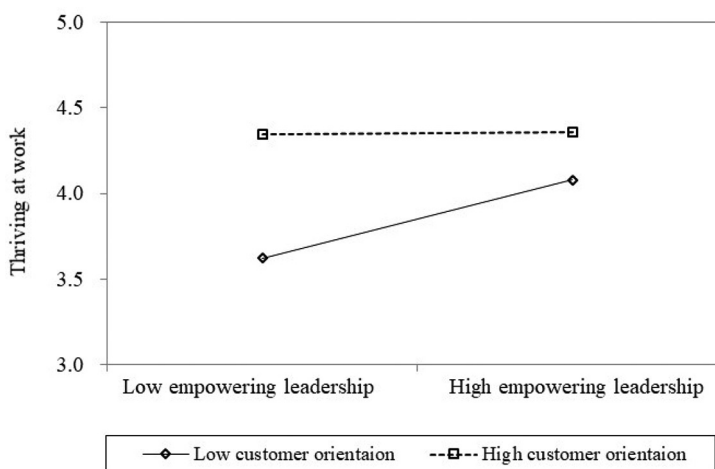 5.0
4.5
4.0
3.5
3.0
Thriving at work
Low empowering leadership High empowering leadership
Low customer orientaion High customer orientaion